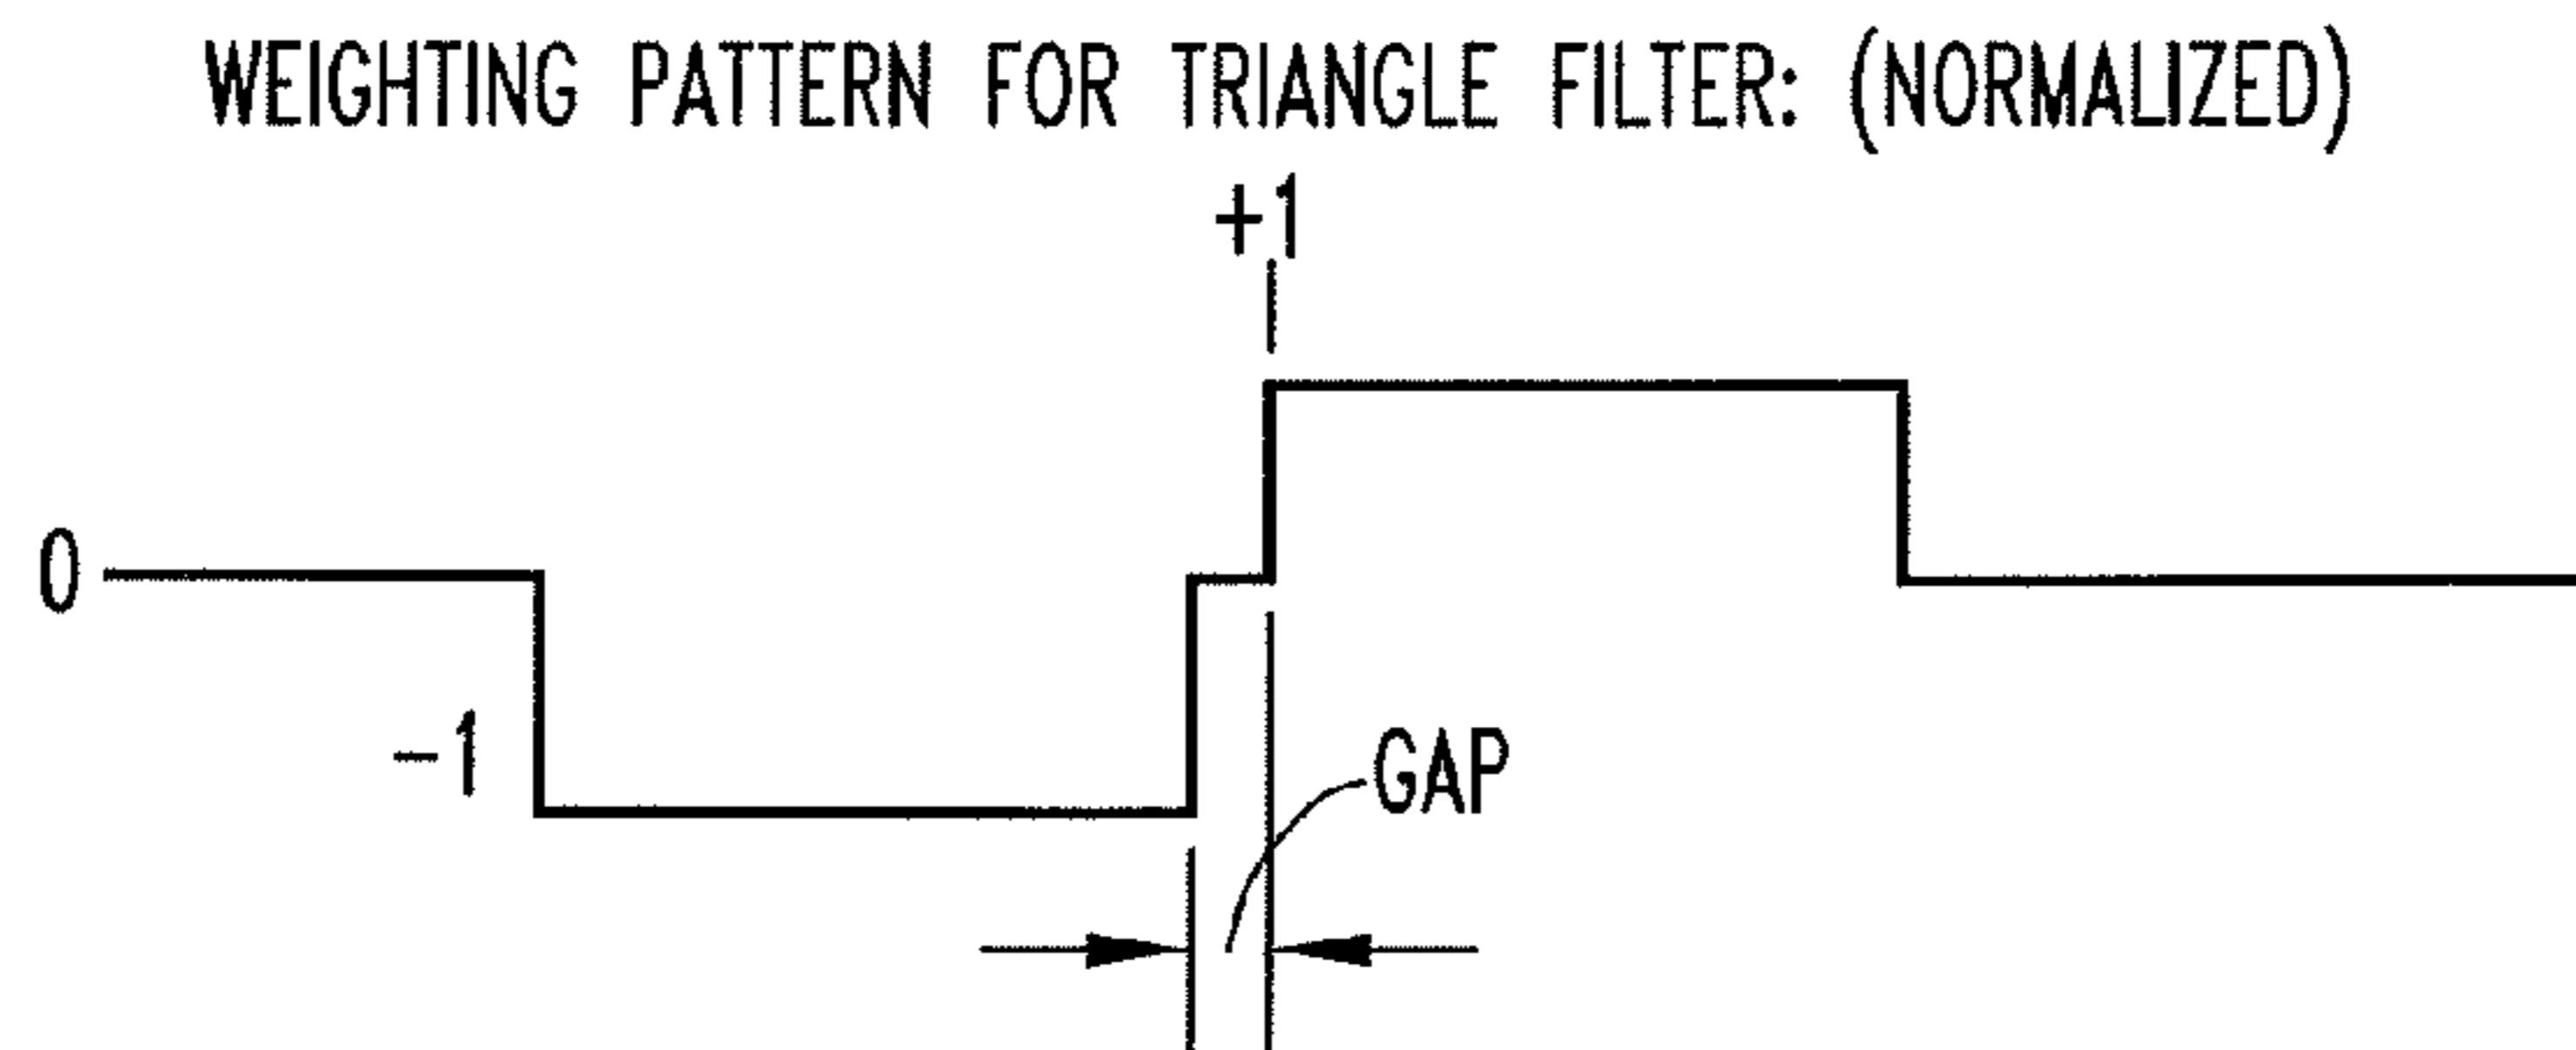 WEIGHTING PATTERN FOR TRIANGLE FILTER: (NORMALIZED)
+1
0
-1
GAP